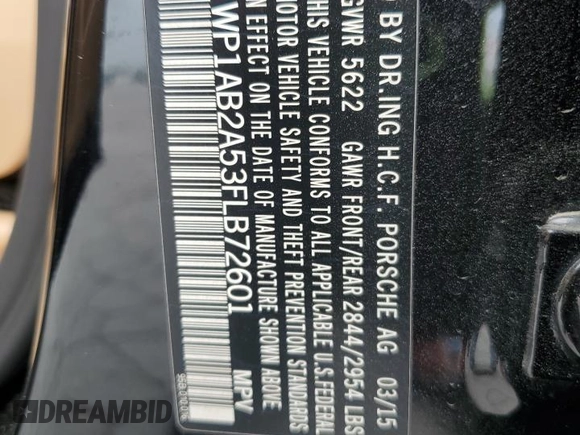 D BY DR.ING H.C.F. PORSCHE AG 03/15
GVWR 5622 GAWR FRONT/REAR 2844/2954 LBS
THIS VEHICLE CONFORMS TO ALL APPLICABLE U.S.FEDERAL
MOTOR VEHICLE SAFETY AND THEFT PREVENTION STANDARDS
IN EFFECT ON THE DATE OF MANUFACTURE SHOWN ABOVE
WP1AB2A53FLB72601 MPV
DREAMBID